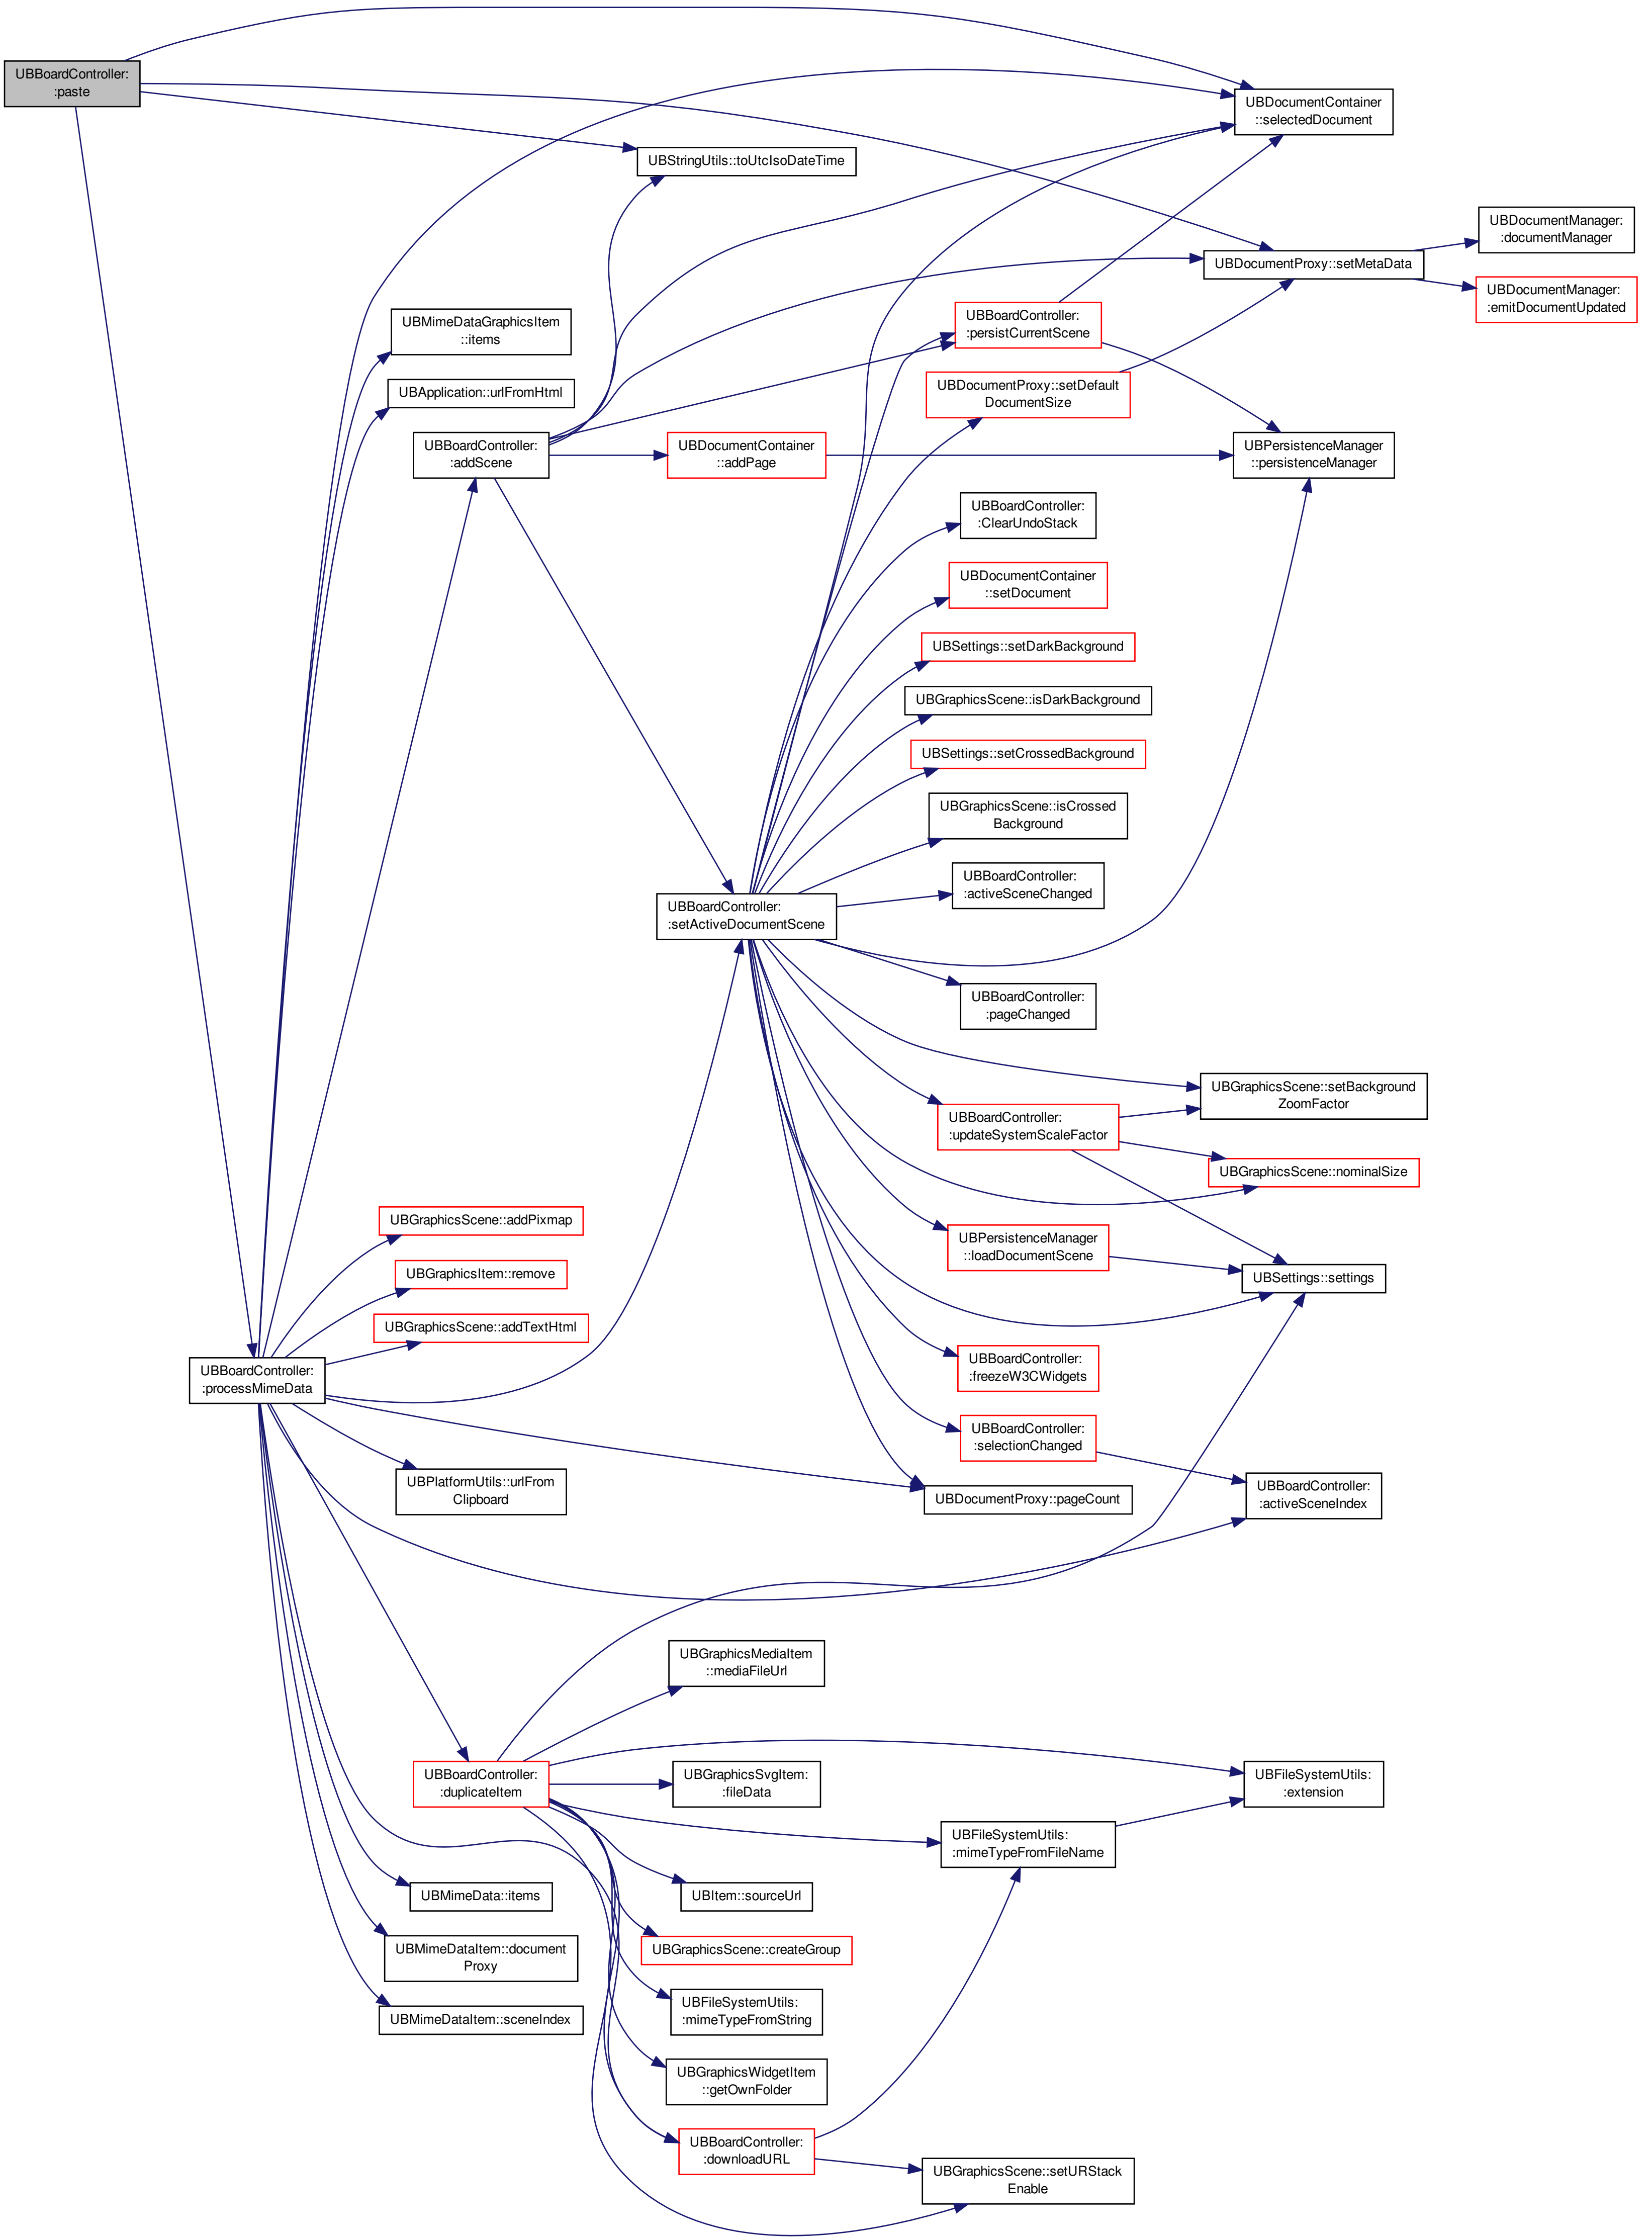 UBBoardController:
:paste
UBDocumentContainer
::selectedDocument
UBStringUtils::toUtcIsoDateTime
UBDocumentManager:
:documentManager
UBDocumentProxy::setMetaData
UBDocumentManager:
:emitDocumentUpdated
UBMimeDataGraphicsItem
::items
UBBoardController:
:persistCurrentScene
UBApplication::urlFromHtml
UBDocumentProxy::setDefault
DocumentSize
UBBoardController:
:addScene
UBDocumentContainer
::addPage
UBPersistenceManager
::persistenceManager
UBBoardController:
:ClearUndoStack
UBDocumentContainer
::setDocument
UBSettings::setDarkBackground
UBGraphicsScene::isDarkBackground
UBSettings::setCrossedBackground
UBGraphicsScene::isCrossed
Background
UBBoardController:
:activeSceneChanged
UBBoardController:
:setActiveDocumentScene
UBBoardController:
:pageChanged
UBGraphicsScene::setBackground
ZoomFactor
UBBoardController:
:updateSystemScaleFactor
UBGraphicsScene::nominalSize
UBGraphicsScene::addPixmap
UBPersistenceManager
::loadDocumentScene
UBGraphicsItem::remove
UBSettings::settings
UBGraphicsScene::addTextHtml
UBBoardController:
:freezeW3CWidgets
UBBoardController:
:processMimeData
UBBoardController:
:selectionChanged
UBPlatformUtils::urlFrom
Clipboard
UBDocumentProxy::pageCount
UBBoardController:
:activeSceneIndex
UBGraphicsMediaItem
::mediaFileUrl
UBBoardController:
:duplicateItem
UBGraphicsSvgItem:
:fileData
UBFileSystemUtils:
:extension
UBFileSystemUtils:
:mimeTypeFromFileName
UBMimeData::items
UBItem::sourceUrl
UBMimeDataItem::document
Proxy
UBGraphicsScene::createGroup
UBMimeDataItem::sceneIndex
UBFileSystemUtils:
:mimeTypeFromString
UBGraphicsWidgetItem
::getOwnFolder
UBBoardController:
:downloadURL
UBGraphicsScene::setURStack
Enable